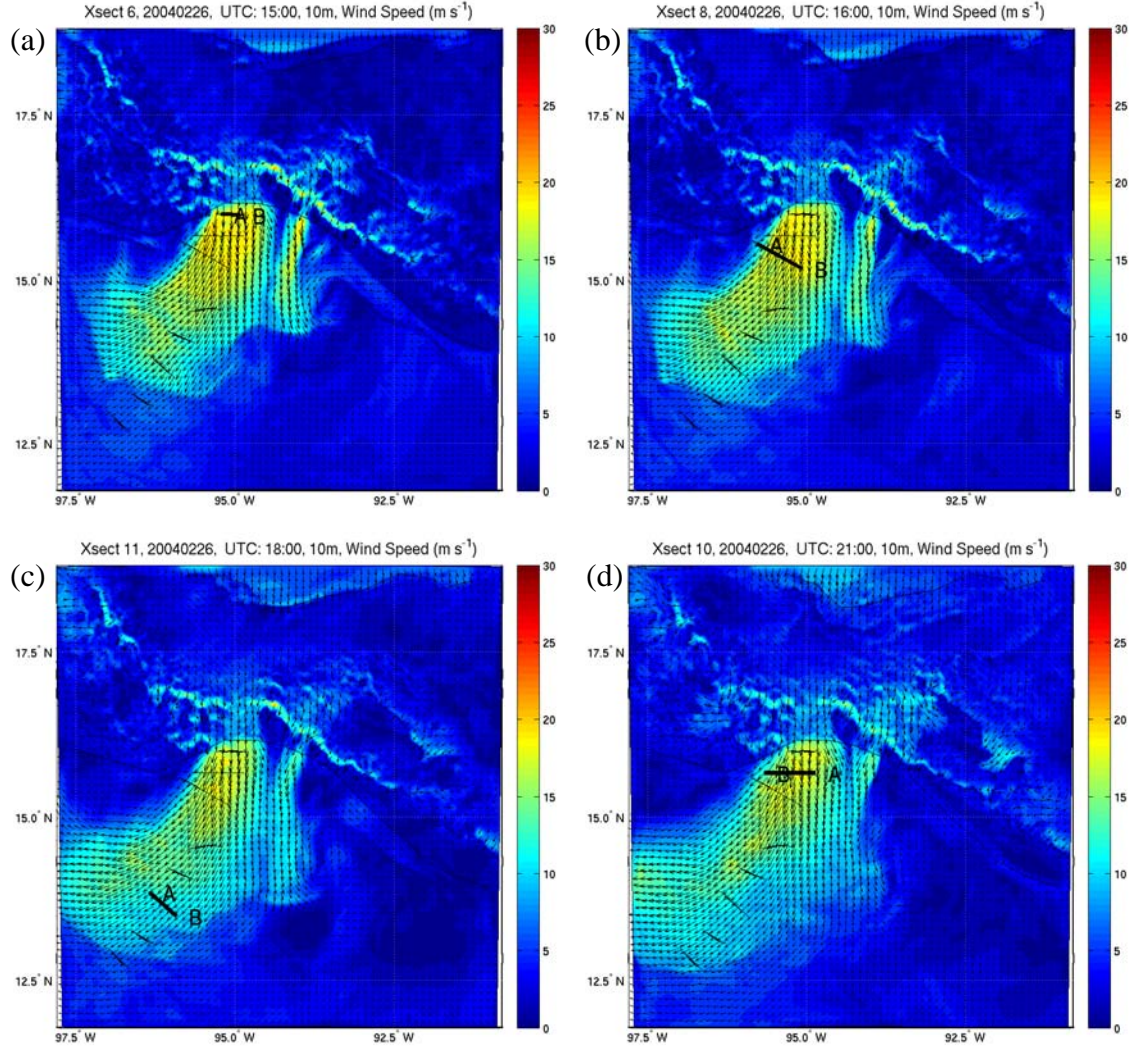 Xsect 6, 20040226, UTC: 15:00, 10m, Wind Speed (m s⁻¹)
(a)
30
25
17.5° N
20
A B
15
15.0° N
10
12.5° N
5
0
97.5° W 95.0° W 92.5° W
Xsect 8, 20040226, UTC: 16:00, 10m, Wind Speed (m s⁻¹)
(b)
30
25
17.5° N
20
A
15
B
15.0° N
10
12.5° N
5
0
97.5° W 95.0° W 92.5° W
Xsect 11, 20040226, UTC: 18:00, 10m, Wind Speed (m s⁻¹)
(c)
30
25
17.5° N
20
15
15.0° N
10
A
B
12.5° N
5
0
97.5° W 95.0° W 92.5° W
Xsect 10, 20040226, UTC: 21:00, 10m, Wind Speed (m s⁻¹)
(d)
30
25
17.5° N
20
B A
15
15.0° N
10
12.5° N
5
0
97.5° W 95.0° W 92.5° W